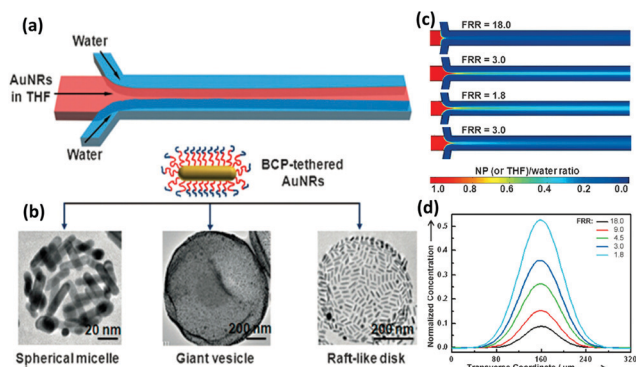 (a)
Water
AuNRs
in THF
Water
BCP-tethered
AuNRs
(b)
20 nm
Spherical micelle
200 nm
Giant vesicle
200 nm
Raft-like disk
(c)
FRR = 18.0
FRR = 3.0
FRR = 1.8
FRR = 3.0
1.0 0.8 0.6 0.4 0.2 0.0
NP (or THF)/water ratio
(d)
Normalized Concentration
0.5
0.4
0.3
0.2
0.1
0.0
FRR:
18.0
9.0
4.5
3.0
1.8
0 80 160 240 320
Transverse Coordinate / μm